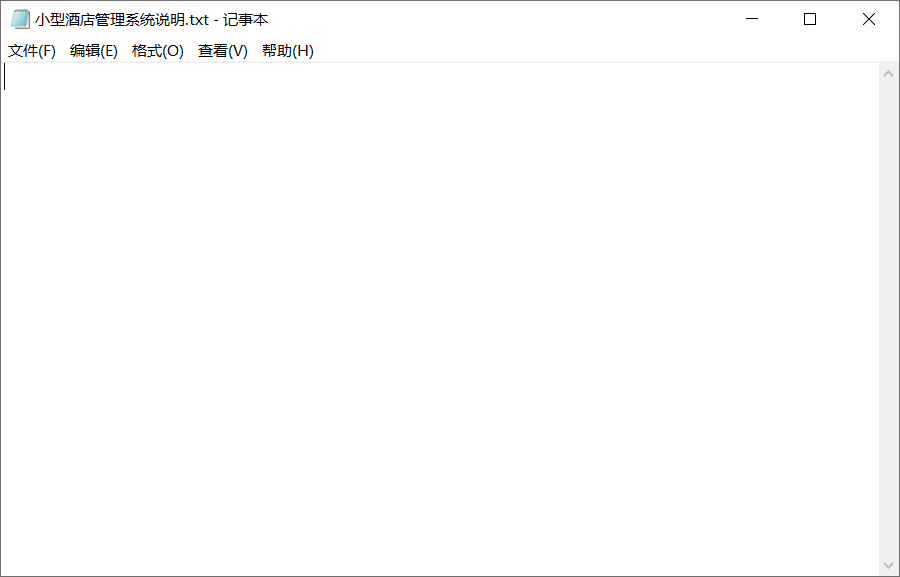 小型酒店管理系统说明.txt - 记事本
文件(F) 编辑(E) 格式(O) 查看(V) 帮助(H)